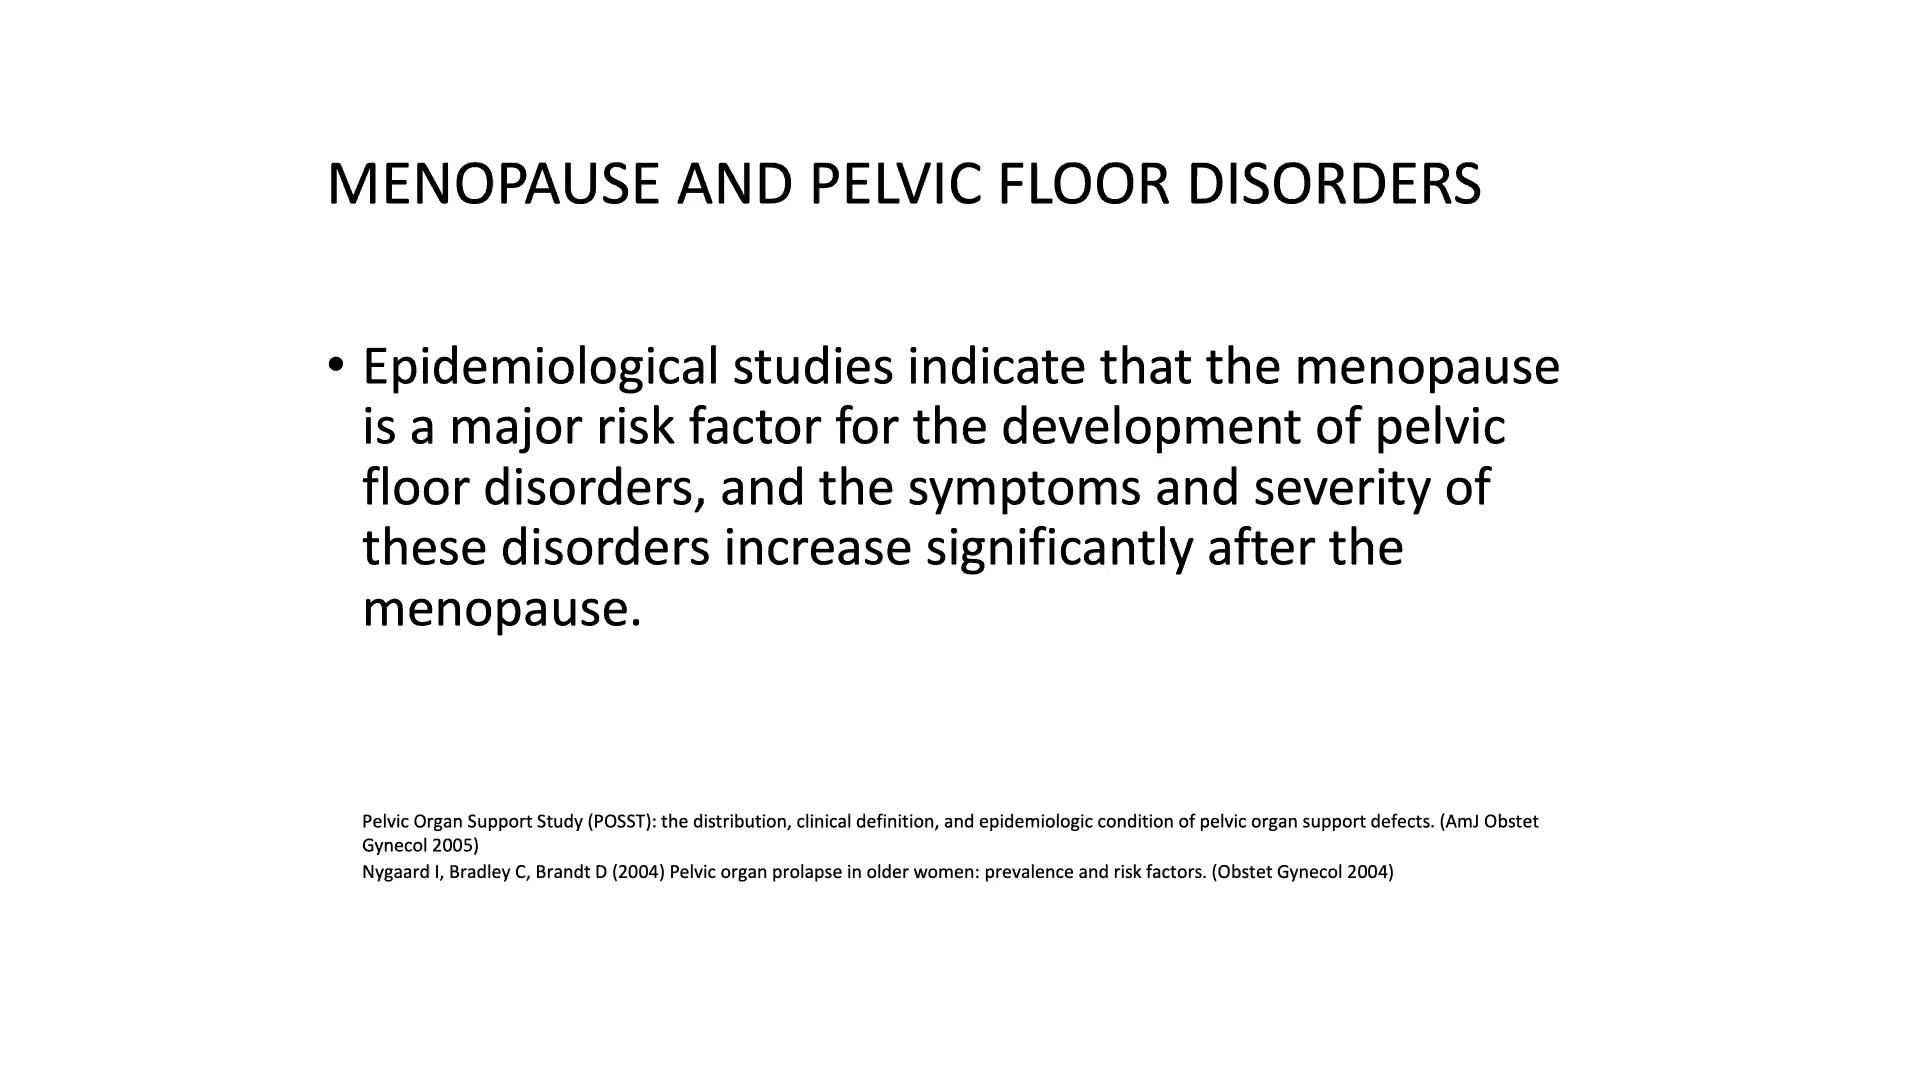 MENOPAUSE AND PELVIC FLOOR DISORDERS
• Epidemiological studies indicate that the menopause
is a major risk factor for the development of pelvic
floor disorders, and the symptoms and severity of
these disorders increase significantly after the
menopause.
Pelvic Organ Support Study (POSST): the distribution, clinical definition, and epidemiologic condition of pelvic organ support defects. (AmJ Obstet
Gynecol 2005)
Nygaard I, Bradley C, Brandt D (2004) Pelvic organ prolapse in older women: prevalence and risk factors. (Obstet Gynecol 2004)